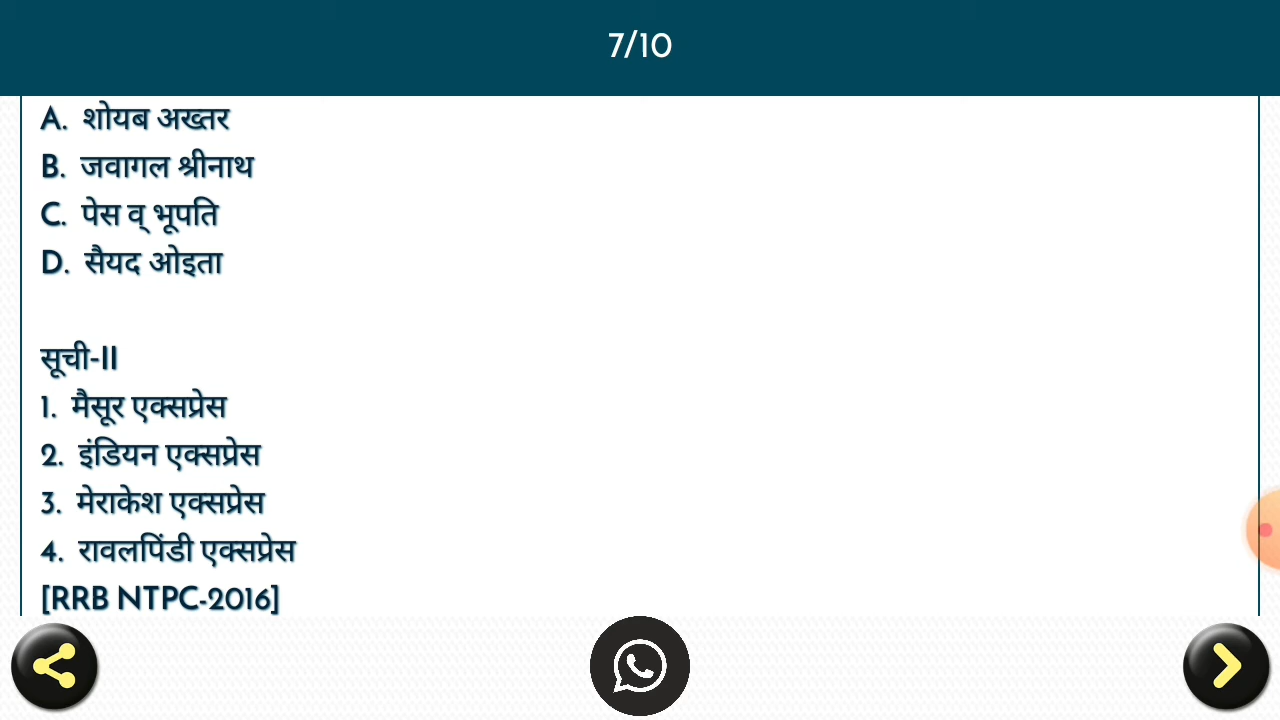 7/10
A. शोयब अख्तर
B. जवागल श्रीनाथ
C. पेस व् भूपति
D. सैयद ओइता

सूची-II
1. मैसूर एक्सप्रेस
2. इंडियन एक्सप्रेस
3. मेराकेश एक्सप्रेस
4. रावलपिंडी एक्सप्रेस
[RRB NTPC-2016]